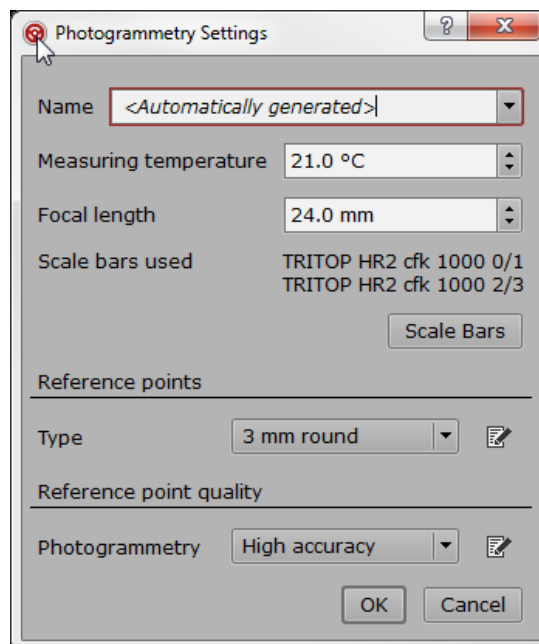 Photogrammetry Settings
Name <Automatically generated>
Measuring temperature 21.0 °C
Focal length 24.0 mm
Scale bars used TRITOP HR2 cfk 1000 0/1
TRITOP HR2 cfk 1000 2/3
Scale Bars
Reference points
Type 3 mm round
Reference point quality
Photogrammetry High accuracy
OK Cancel